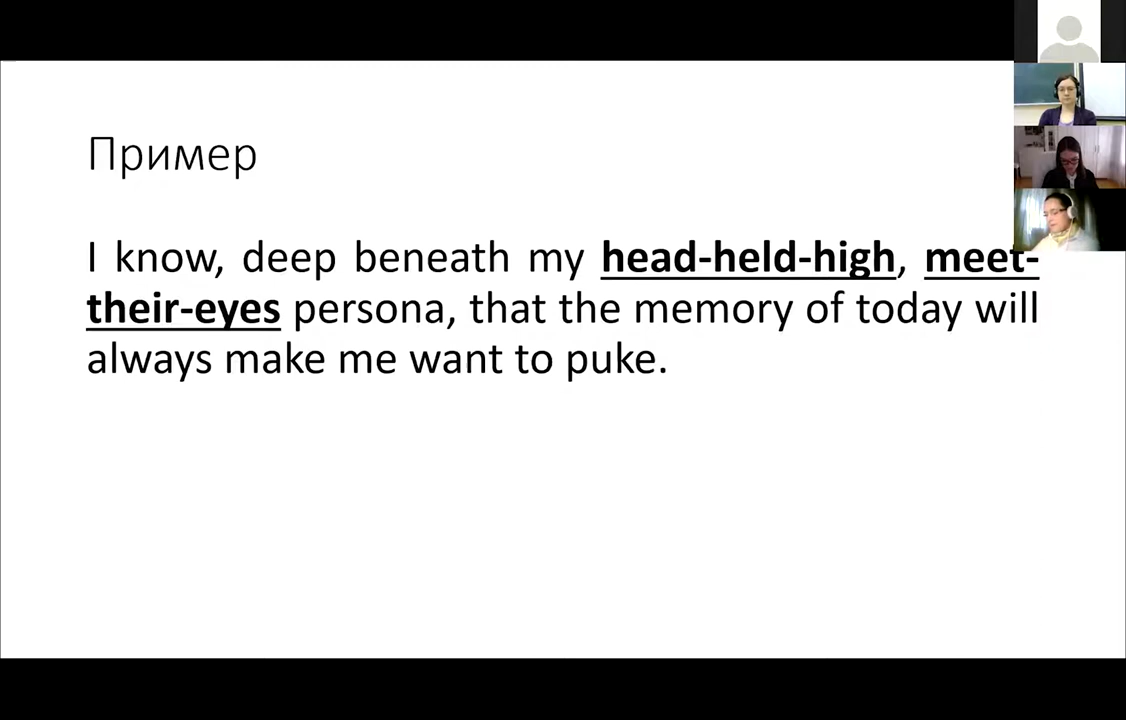 Пример
I know, deep beneath my head-held-high, meet-
their-eyes persona, that the memory of today will
always make me want to puke.